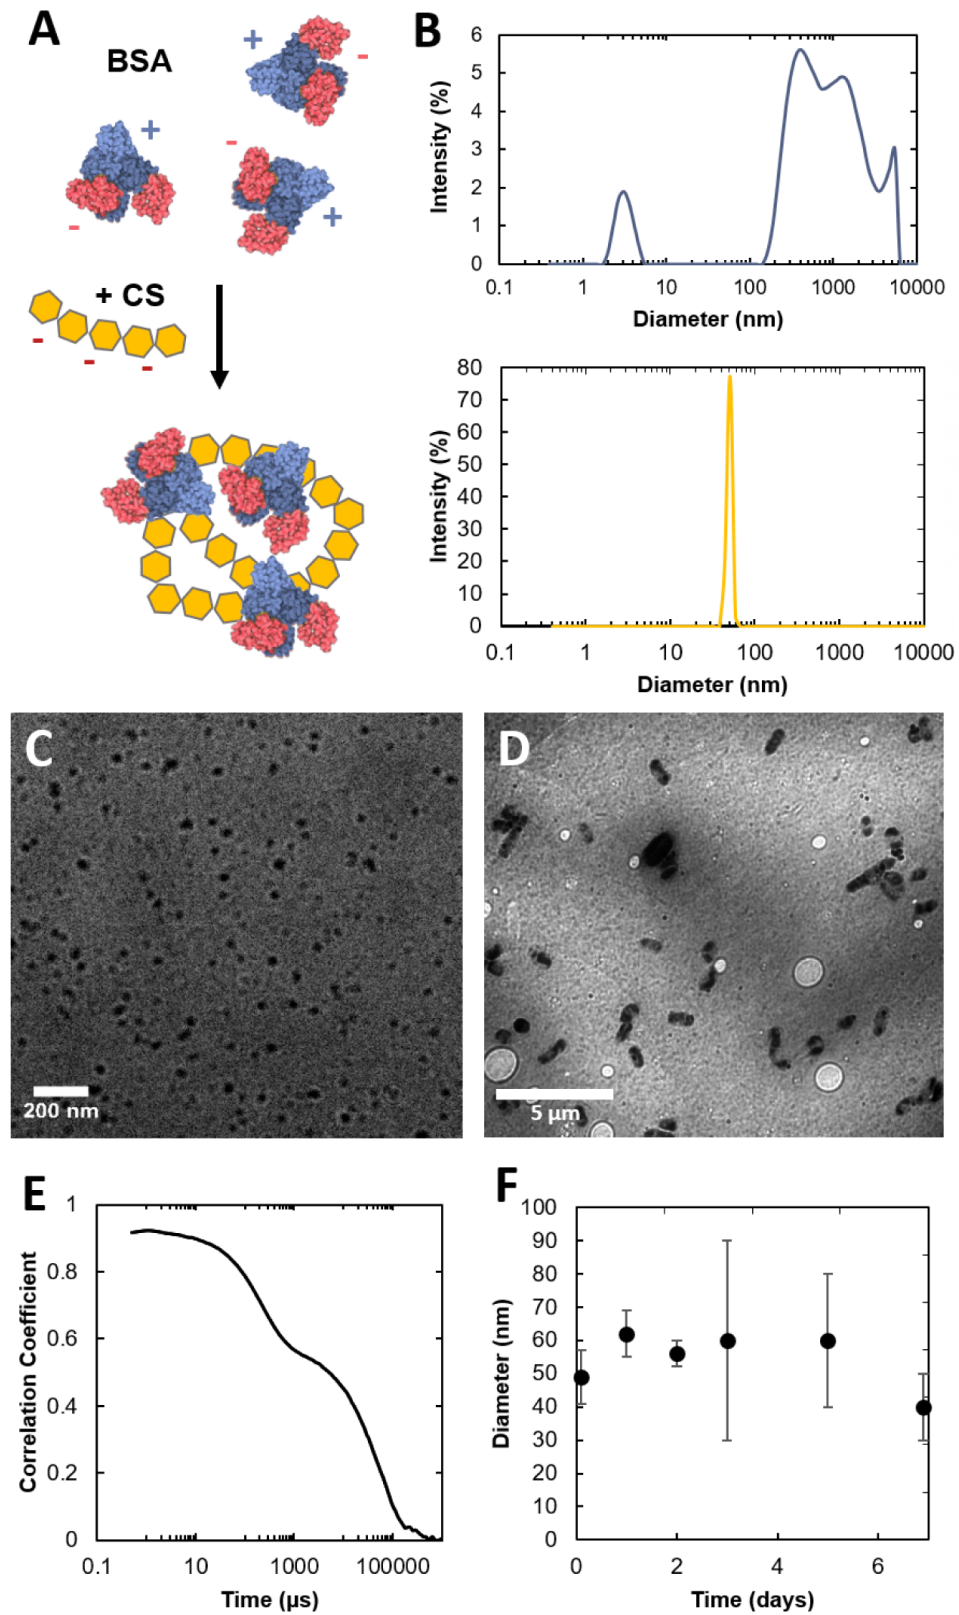 A
BSA
+
-
+
-
-
+
+ CS
-
-
-
B
6
5
4
3
2
1
0
Intensity (%)
0.1 1 10 100 1000 10000
Diameter (nm)
80
70
60
50
40
30
20
10
0
Intensity (%)
0.1 1 10 100 1000 10000
Diameter (nm)
C
200 nm
D
5 µm
E
1
0.8
0.6
0.4
0.2
0
Correlation Coefficient
0.1 10 1000 100000
Time (µs)
F
100
90
80
70
60
50
40
30
20
10
0
Diameter (nm)
0 2 4 6
Time (days)